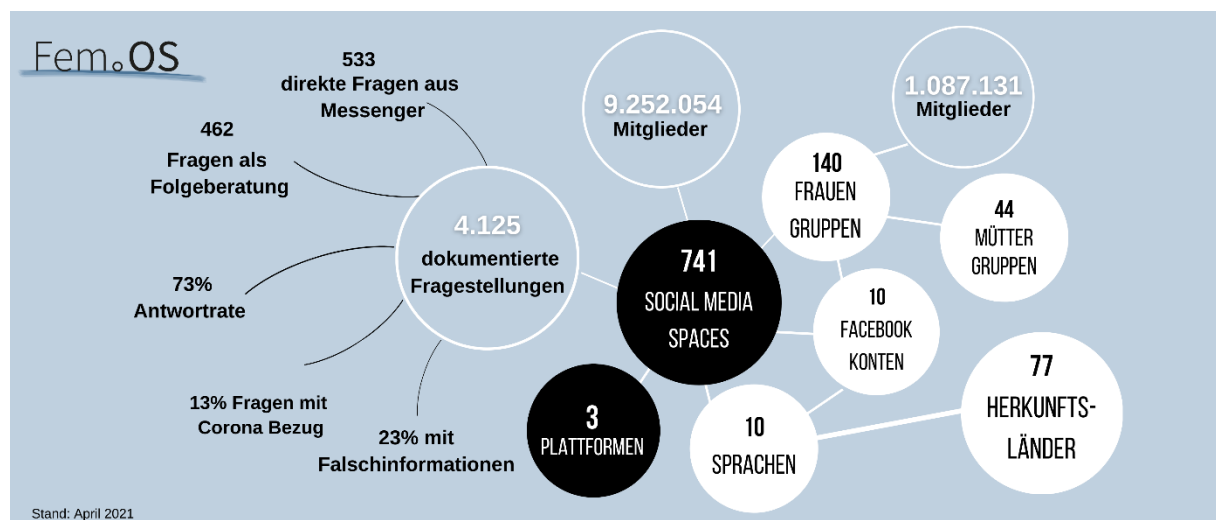 Fem.OS
533
direkte Fragen aus
Messenger
462
Fragen als
Folgeberatung
73%
Antwortrate
13% Fragen mit
Corona Bezug
23% mit
Falschinformationen
4.125
dokumentierte
Fragestellungen
9.252.054
Mitglieder
1.087.131
Mitglieder
140
FRAUEN
GRUPPEN
44
MÜTTER
GRUPPEN
741
SOCIAL MEDIA
SPACES
10
FACEBOOK
KONTEN
3
PLATTFORMEN
10
SPRACHEN
77
HERKUNFTS-
LÄNDER
Stand: April 2021